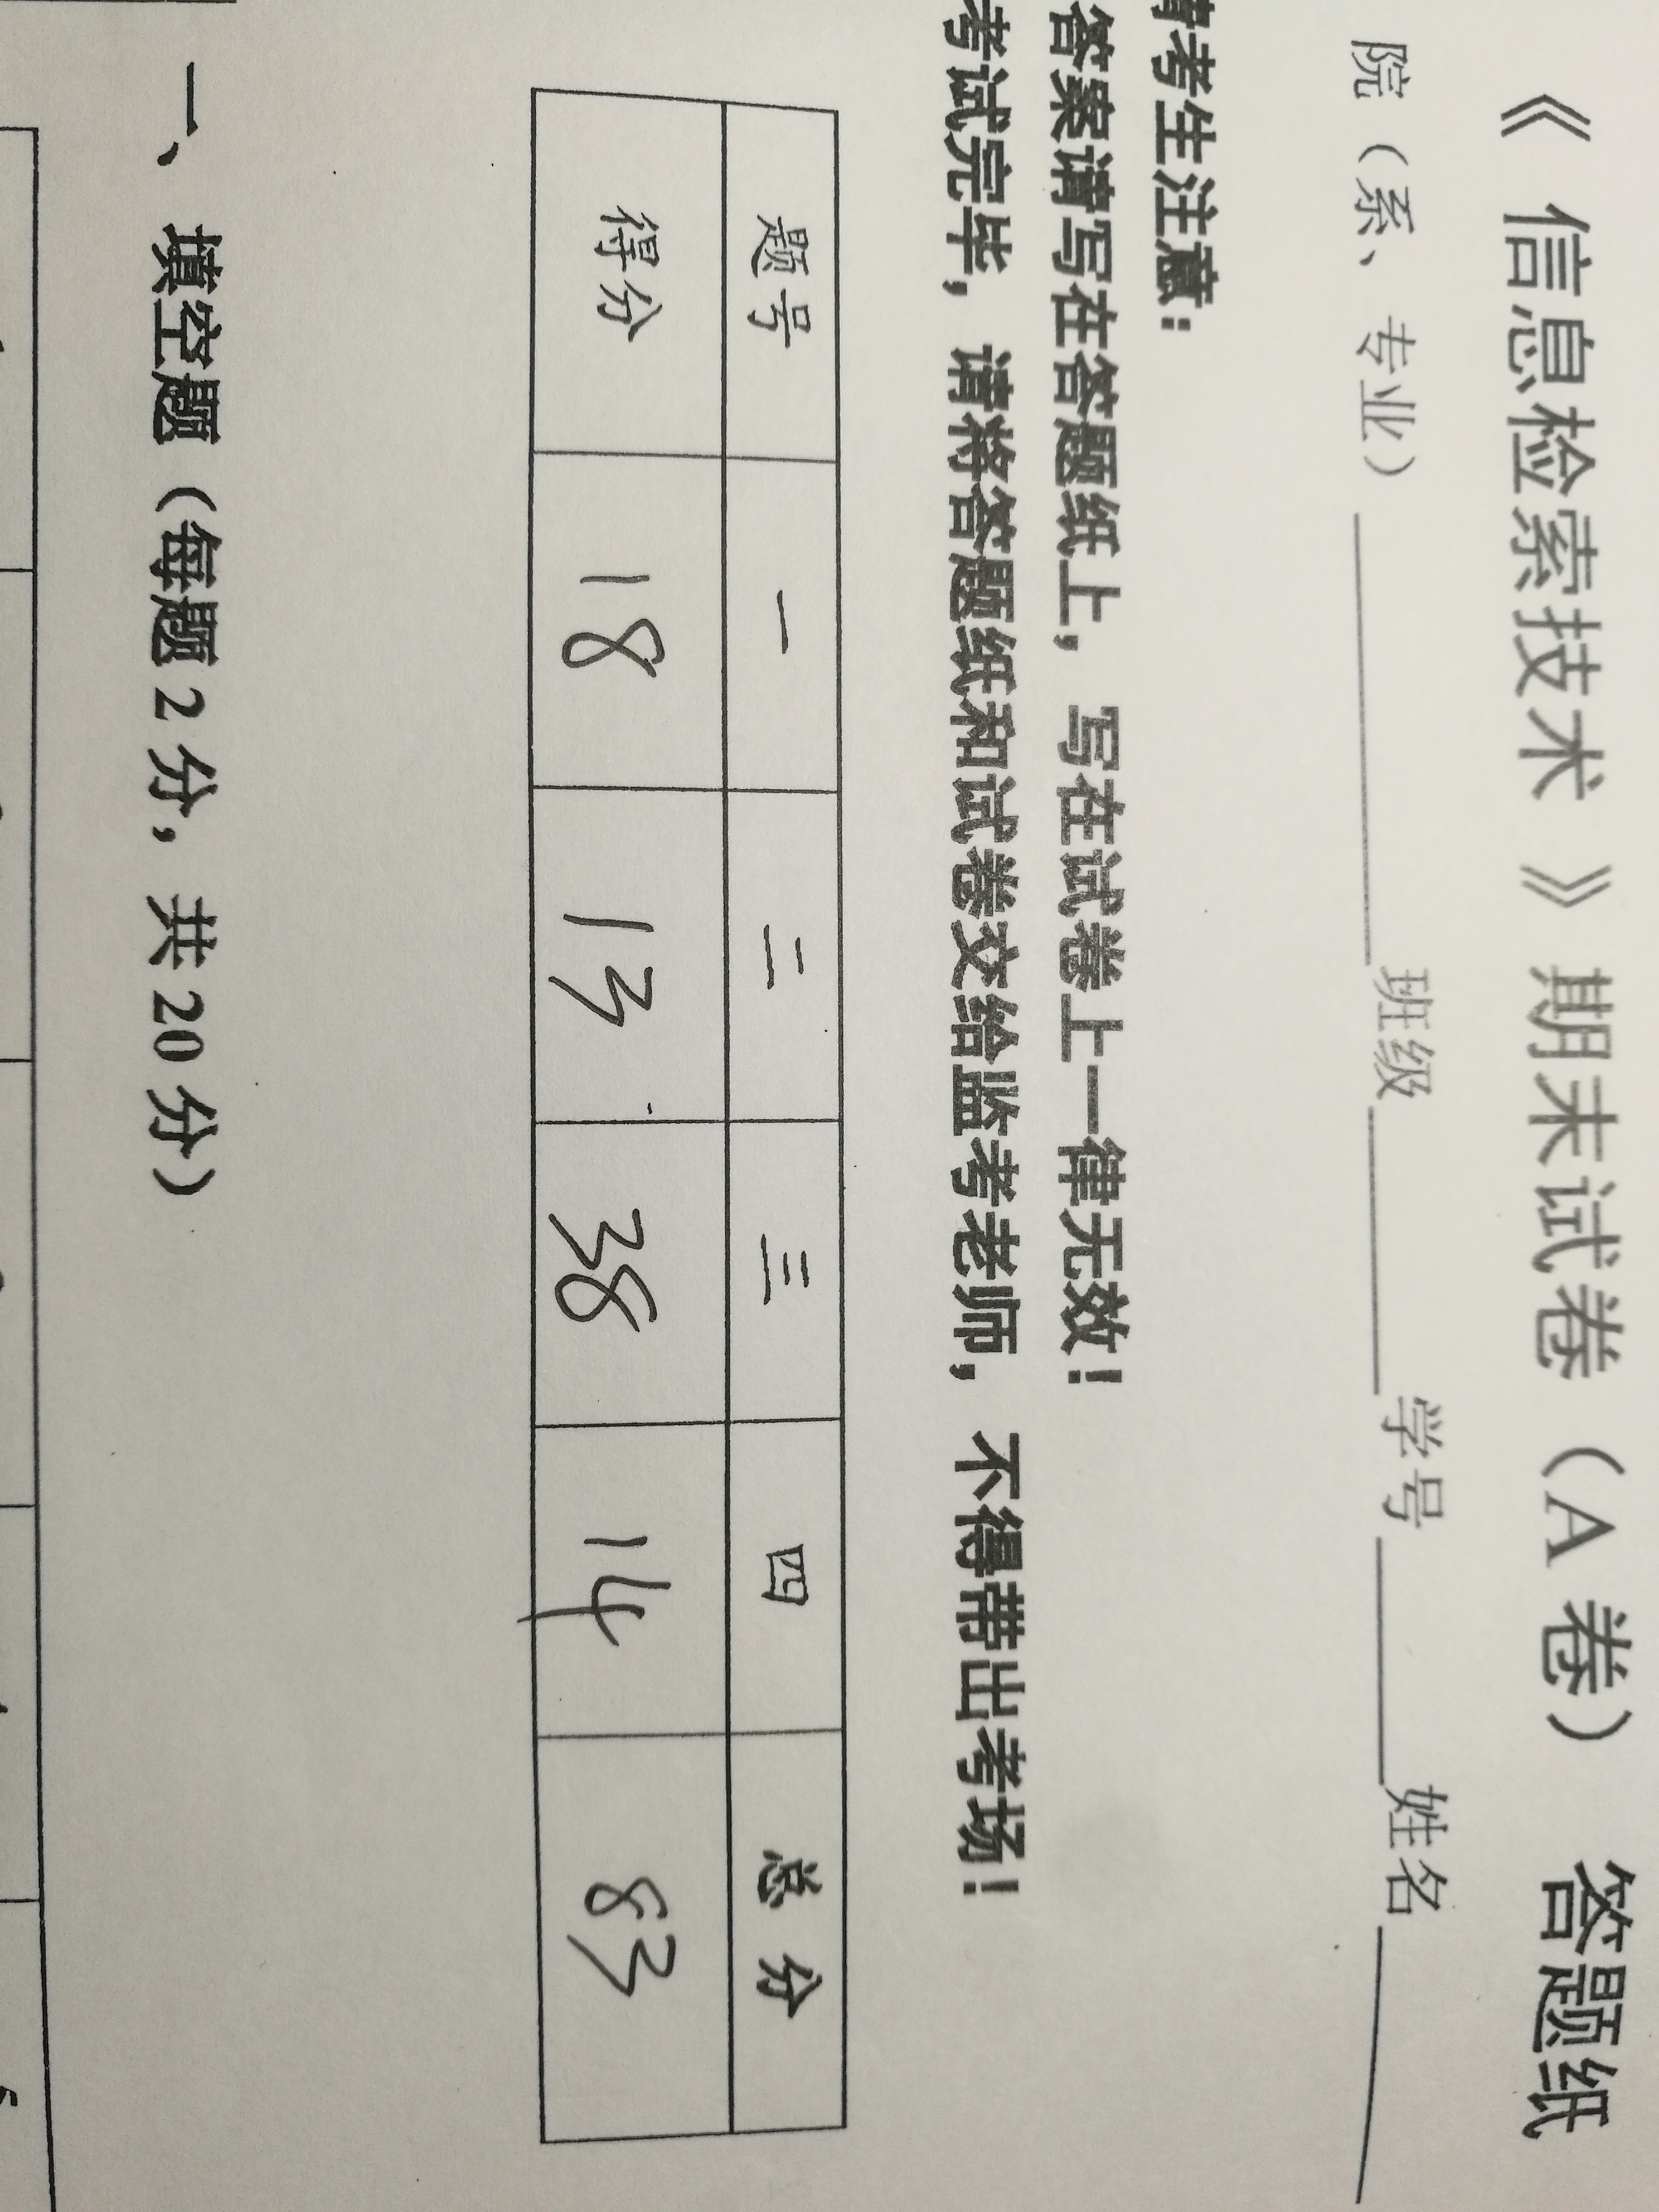 《 信息检索技术 》期末试卷（A 卷） 答题纸
院（系、专业）____________班级________学号_______姓名________
请考生注意：
答案请写在答题纸上，写在试卷上一律无效！
考试完毕，请将答题纸和试卷交给监考老师，不得带出考场！
题号 一 二 三 四 总 分
得分 18 13 38 14 83
一、 填空题（每题 2 分，共 20 分）